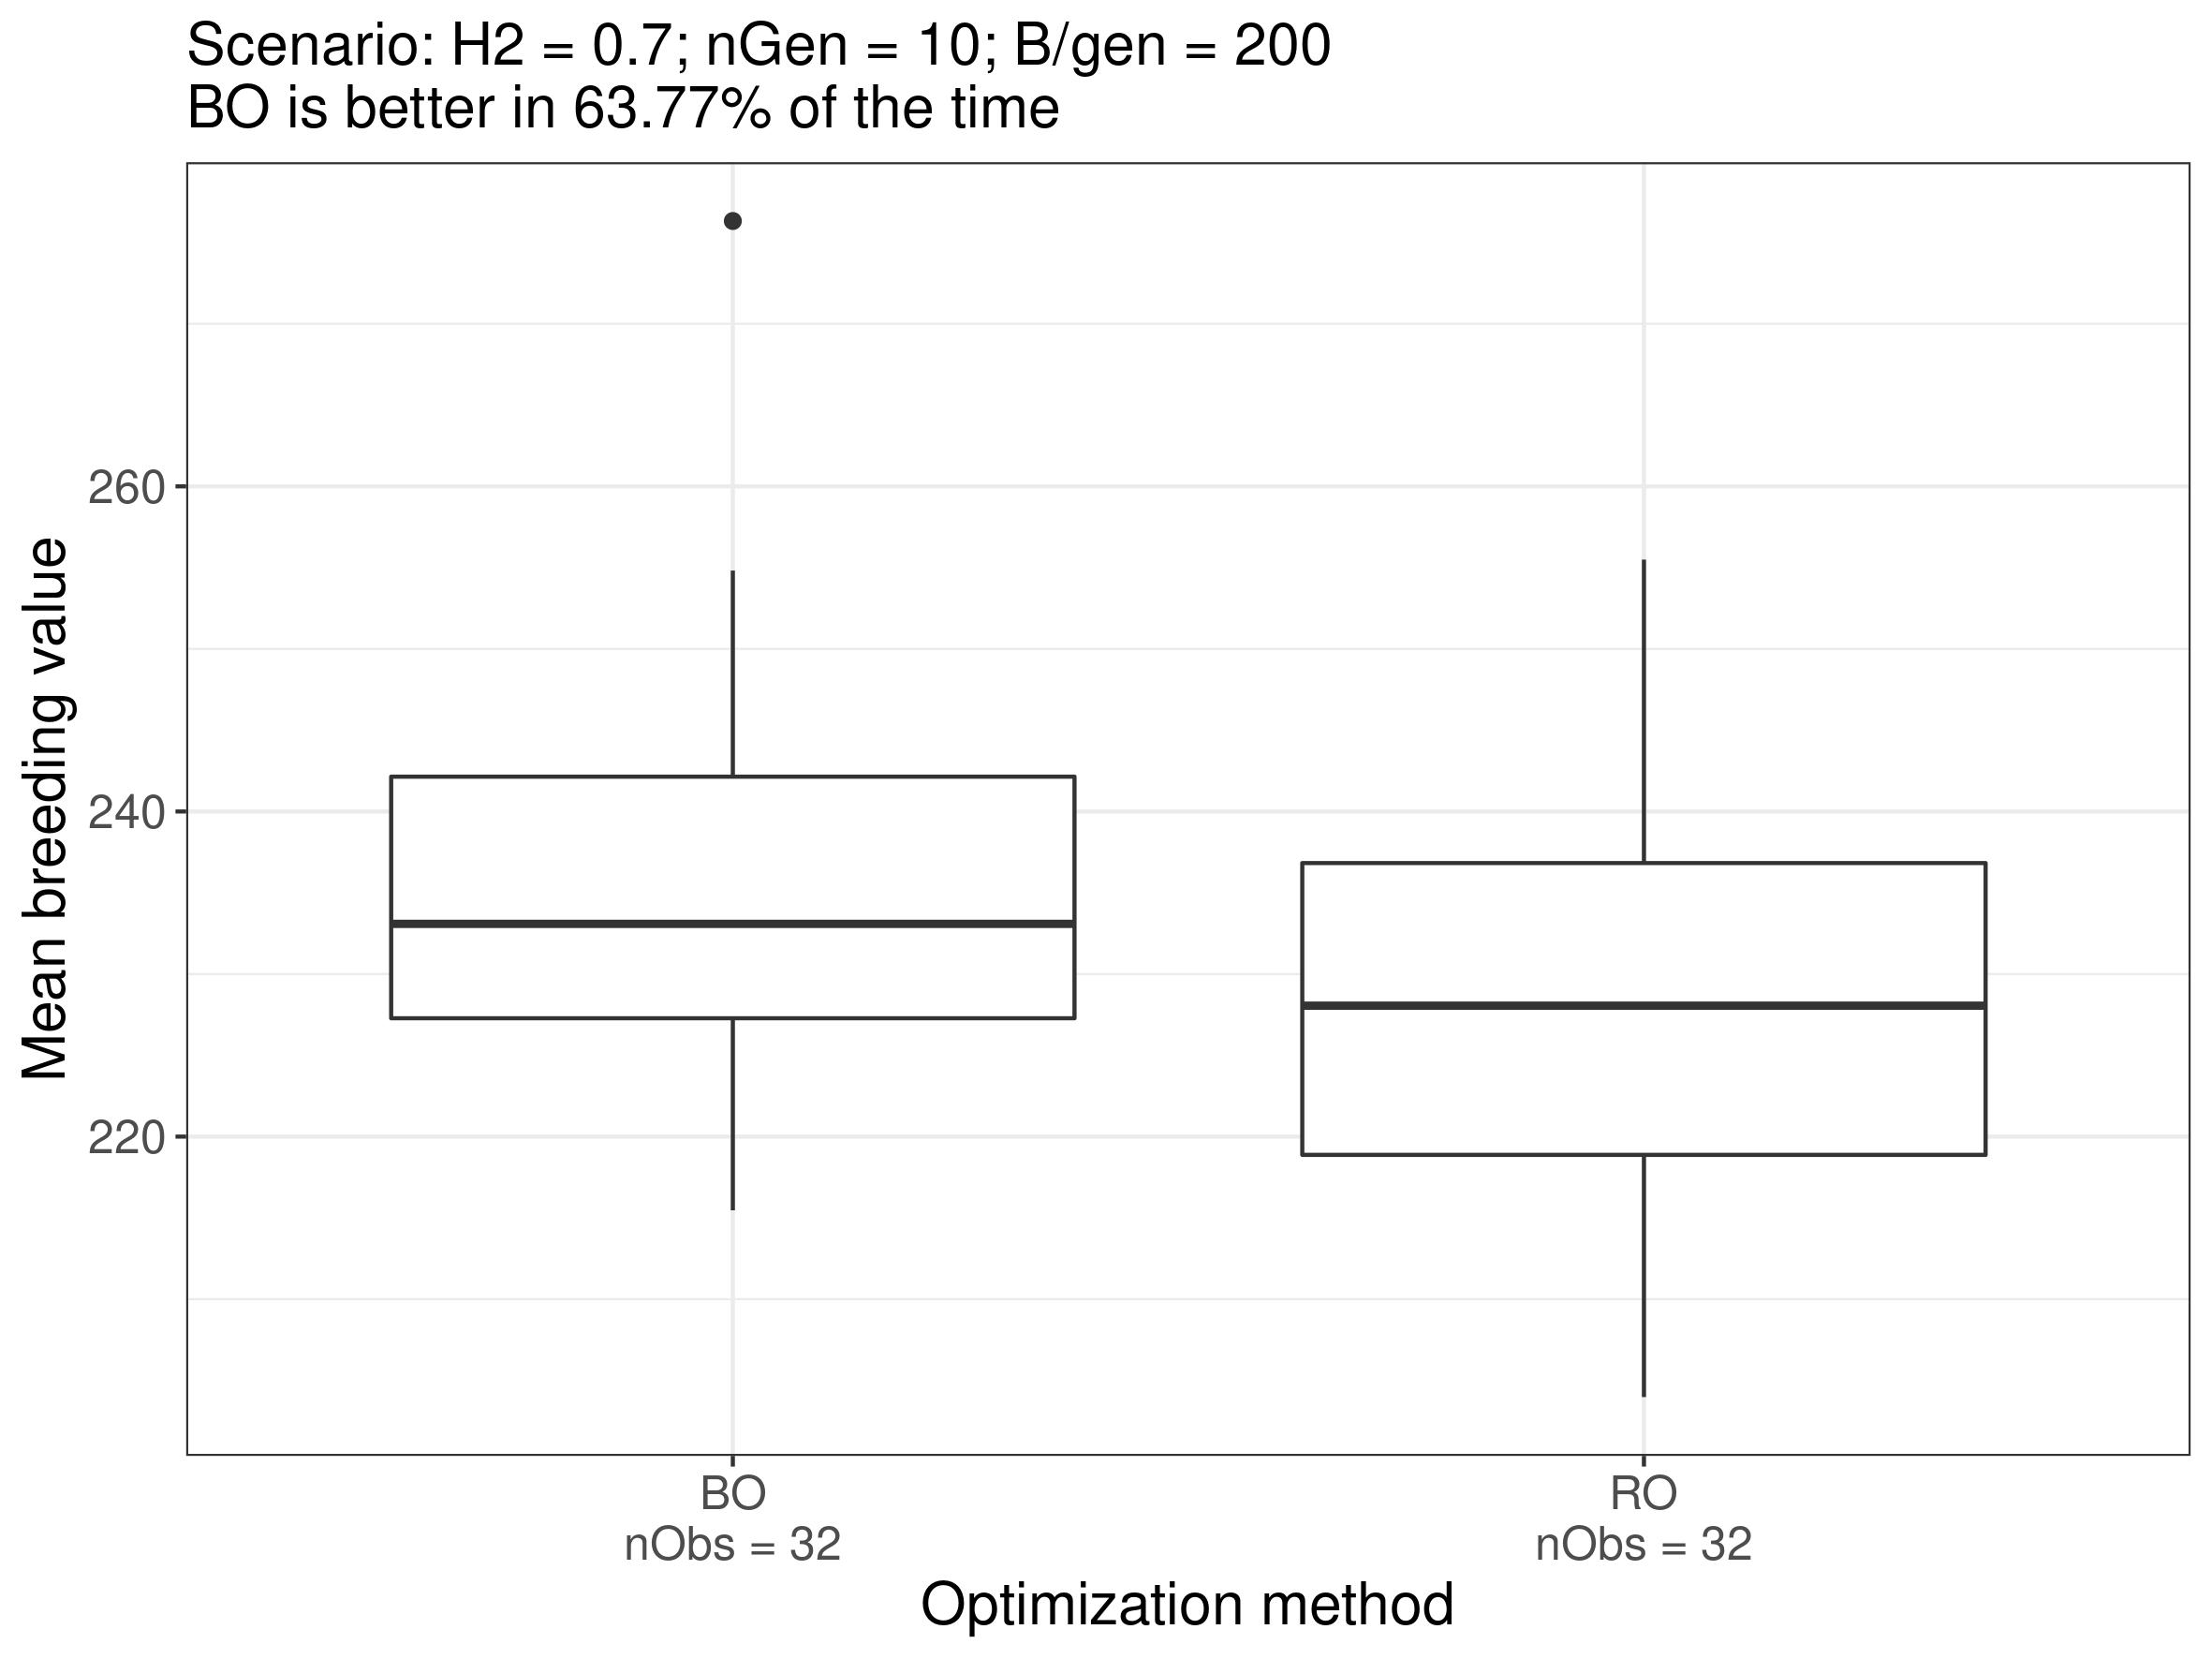 Scenario: H2 = 0.7; nGen = 10; B/gen = 200
BO is better in 63.77% of the time
Mean breeding value
260
240
220
BO
nObs = 32
RO
nObs = 32
Optimization method